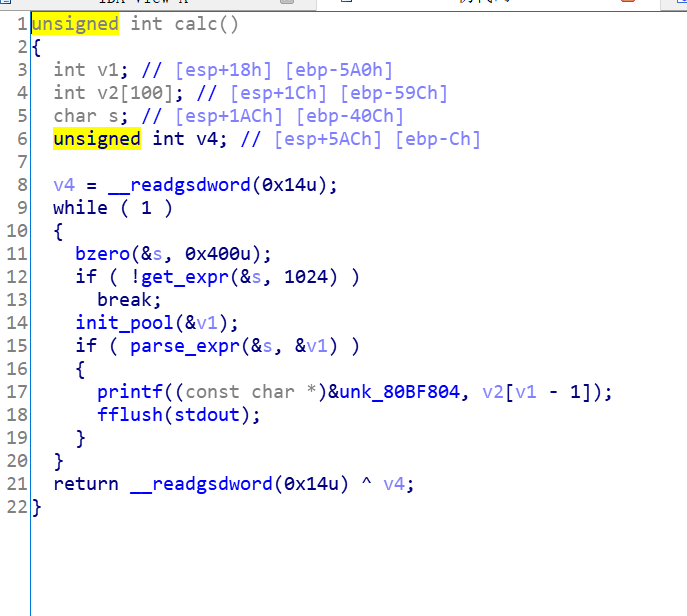 1 unsigned int calc()
2 {
3   int v1; // [esp+18h] [ebp-5A0h]
4   int v2[100]; // [esp+1Ch] [ebp-59Ch]
5   char s; // [esp+1ACh] [ebp-40Ch]
6   unsigned int v4; // [esp+5ACh] [ebp-Ch]
7
8   v4 = __readgsdword(0x14u);
9   while ( 1 )
10   {
11     bzero(&s, 0x400u);
12     if ( !get_expr(&s, 1024) )
13       break;
14     init_pool(&v1);
15     if ( parse_expr(&s, &v1) )
16     {
17       printf((const char *)&unk_80BF804, v2[v1 - 1]);
18       fflush(stdout);
19     }
20   }
21   return __readgsdword(0x14u) ^ v4;
22 }